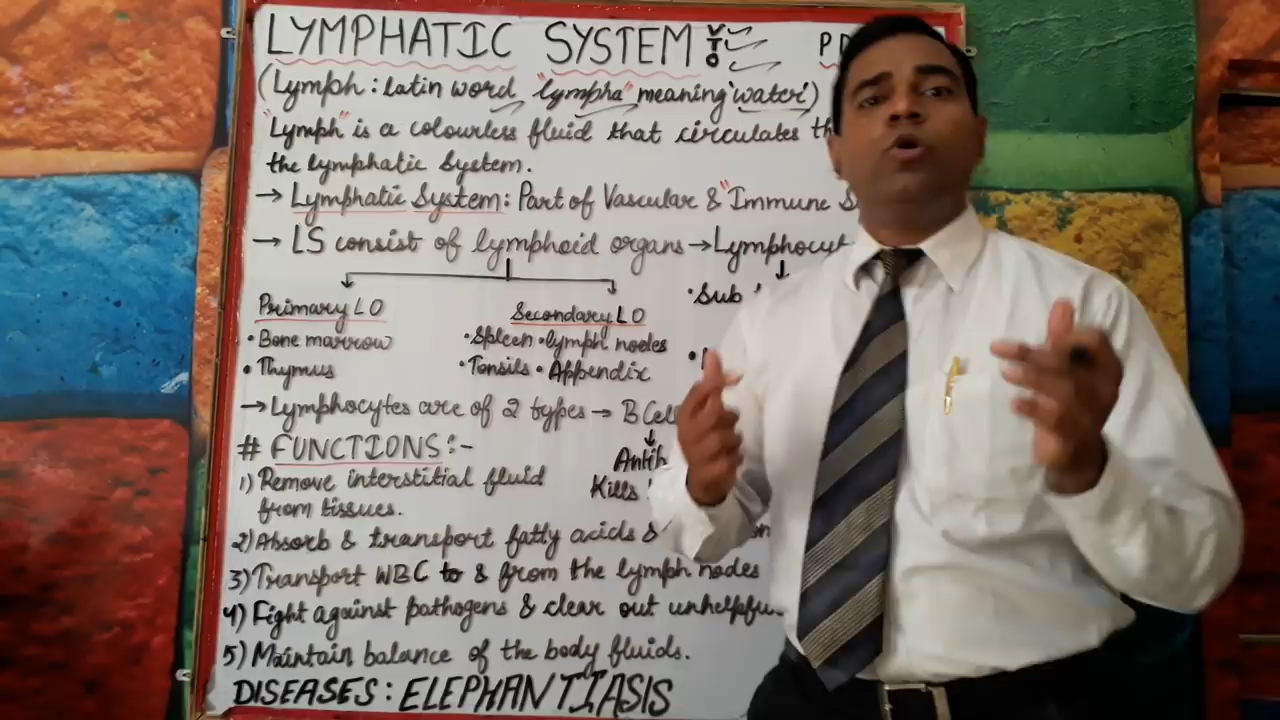 LYMPHATIC SYSTEM
(Lymph: latin word "lympha" meaning 'water')
"Lymph" is a colourless fluid that circulates
the lymphatic System.
→ Lymphatic System: Part of Vascular & "Immune
→ LS consist of lymphoid organs →
Primary LO
• Bone marrow
• Thymus
Secondary LO
• Spleen • lymph nodes
• Tonsils • Appendix
• Sub
→ Lymphocytes are of 2 types → B
Kills
# FUNCTIONS:-
1) Remove interstitial fluid
from tissues.
2) Absorb & transport fatty acids &
3) Transport WBC to & from the lymph nodes
4) Fight against pathogens & clear out
5) Maintain balance of the body fluids.
DISEASES: ELEPHANTIASIS